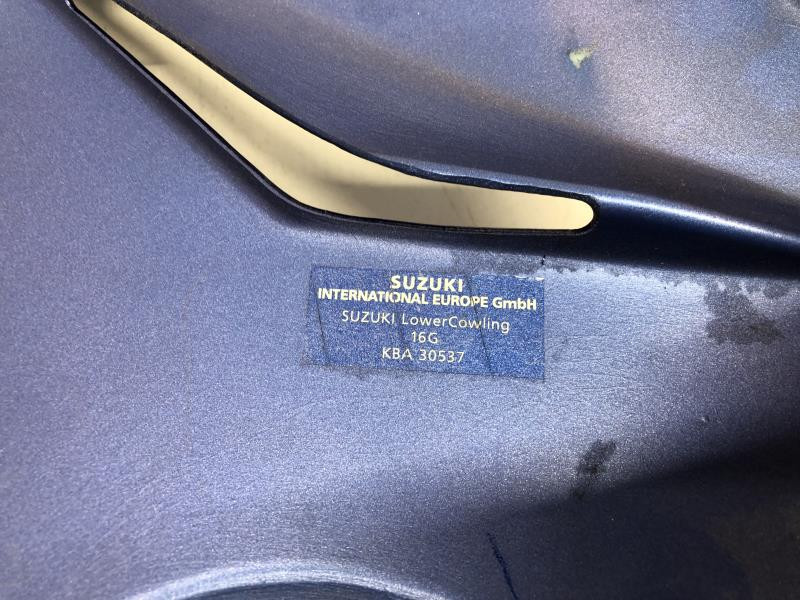 SUZUKI
INTERNATIONAL EUROPE GmbH
SUZUKI LowerCowling
16G
KBA 30537